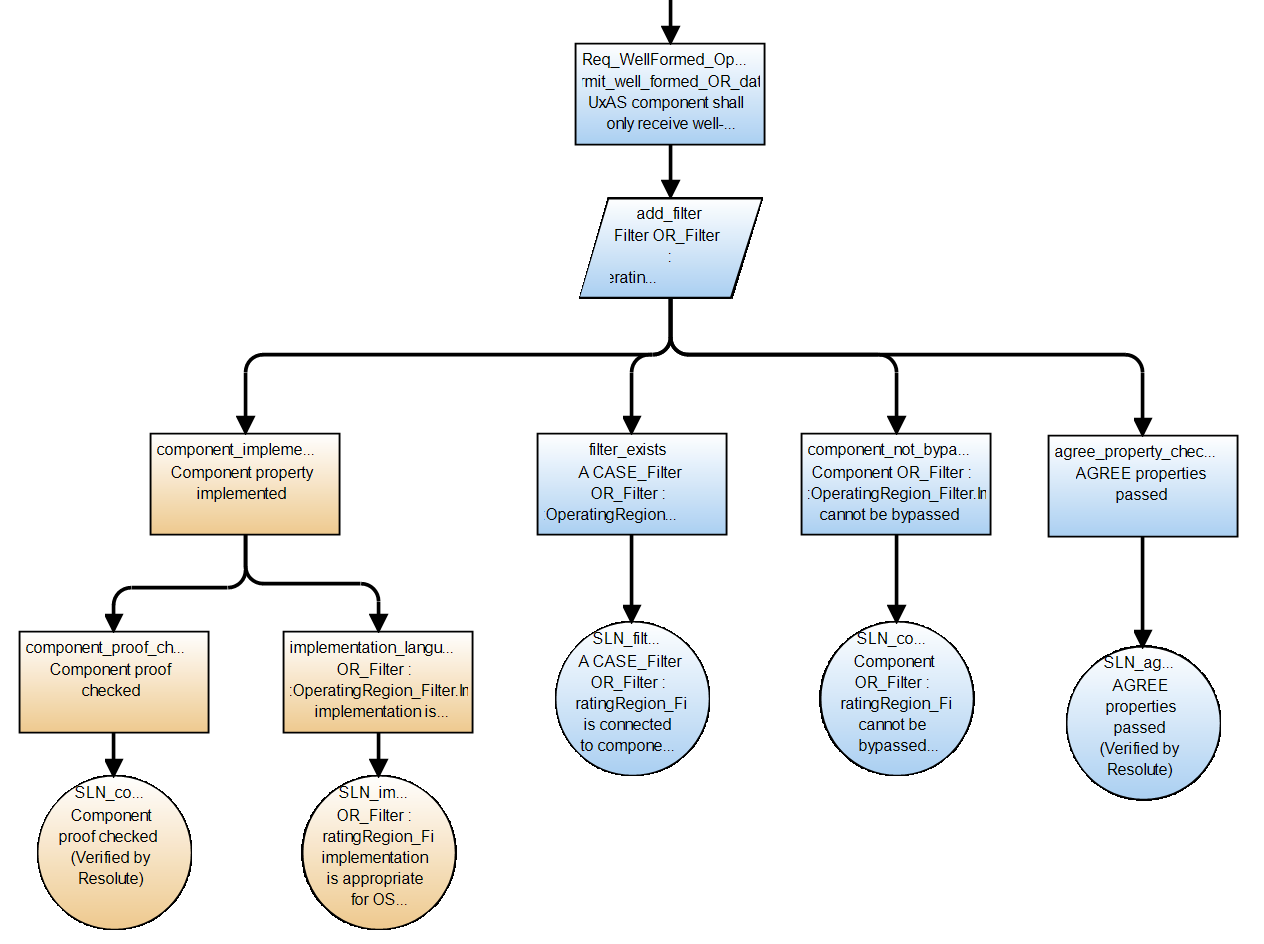 Req_WellFormed_Op...
rmit_well_formed_OR_dat
UxAS component shall
only receive well-...
add_filter
Filter OR_Filter
:
eratin...
component_impleme...
Component property
implemented
filter_exists
A CASE_Filter
OR_Filter :
:OperatingRegion...
component_not_bypa...
Component OR_Filter :
:OperatingRegion_Filter.In
cannot be bypassed
agree_property_chec...
AGREE properties
passed
component_proof_ch...
Component proof
checked
implementation_langu...
OR_Filter :
:OperatingRegion_Filter.In
implementation is...
SLN_filt...
A CASE_Filter
OR_Filter :
ratingRegion_Fi
is connected
to compone...
SLN_co...
Component
OR_Filter :
ratingRegion_Fi
cannot be
bypassed...
SLN_ag...
AGREE
properties
passed
(Verified by
Resolute)
SLN_co...
Component
proof checked
(Verified by
Resolute)
SLN_im...
OR_Filter :
ratingRegion_Fi
implementation
is appropriate
for OS...